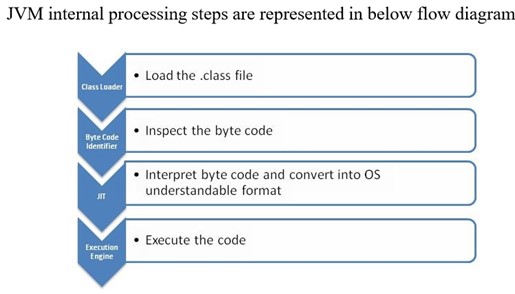 JVM internal processing steps are represented in below flow diagram
Class Loader
• Load the .class file
Byte Code
Identifier
• Inspect the byte code
JIT
• Interpret byte code and convert into OS
understandable format
Execution
Engine
• Execute the code